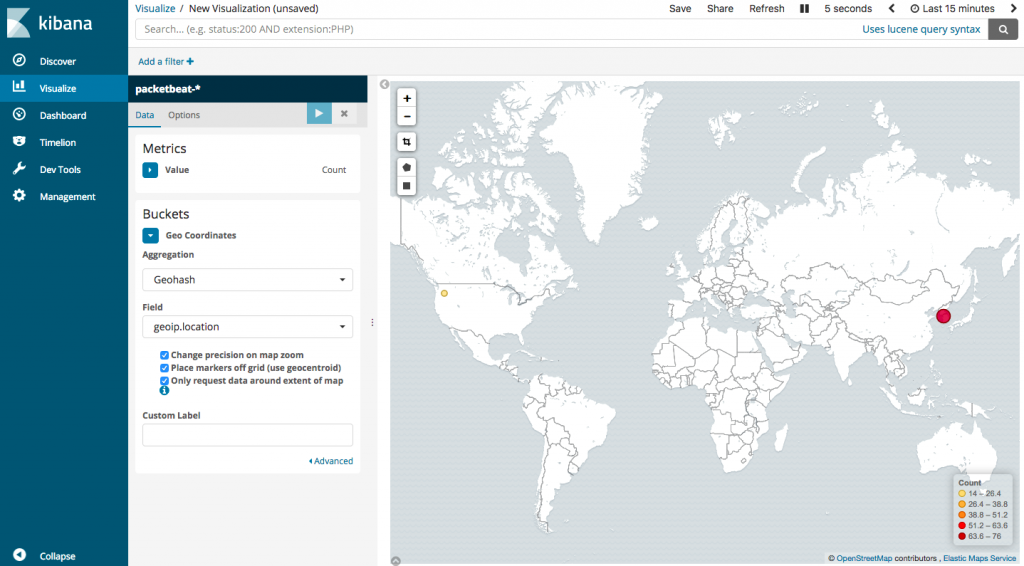 kibana
Discover
Visualize
Dashboard
Timelion
Dev Tools
Management
Collapse
Visualize / New Visualization (unsaved)
Save Share Refresh 5 seconds Last 15 minutes
Search... (e.g. status:200 AND extension:PHP)
Uses lucene query syntax
Add a filter +
packetbeat-*
Data Options
Metrics
Value Count
Buckets
Geo Coordinates
Aggregation
Geohash
Field
geoip.location
Change precision on map zoom
Place markers off grid (use geocentroid)
Only request data around extent of map
Custom Label
Advanced
+
−
Count
14 – 26.4
26.4 – 38.8
38.8 – 51.2
51.2 – 63.6
63.6 – 76
© OpenStreetMap contributors , Elastic Maps Service